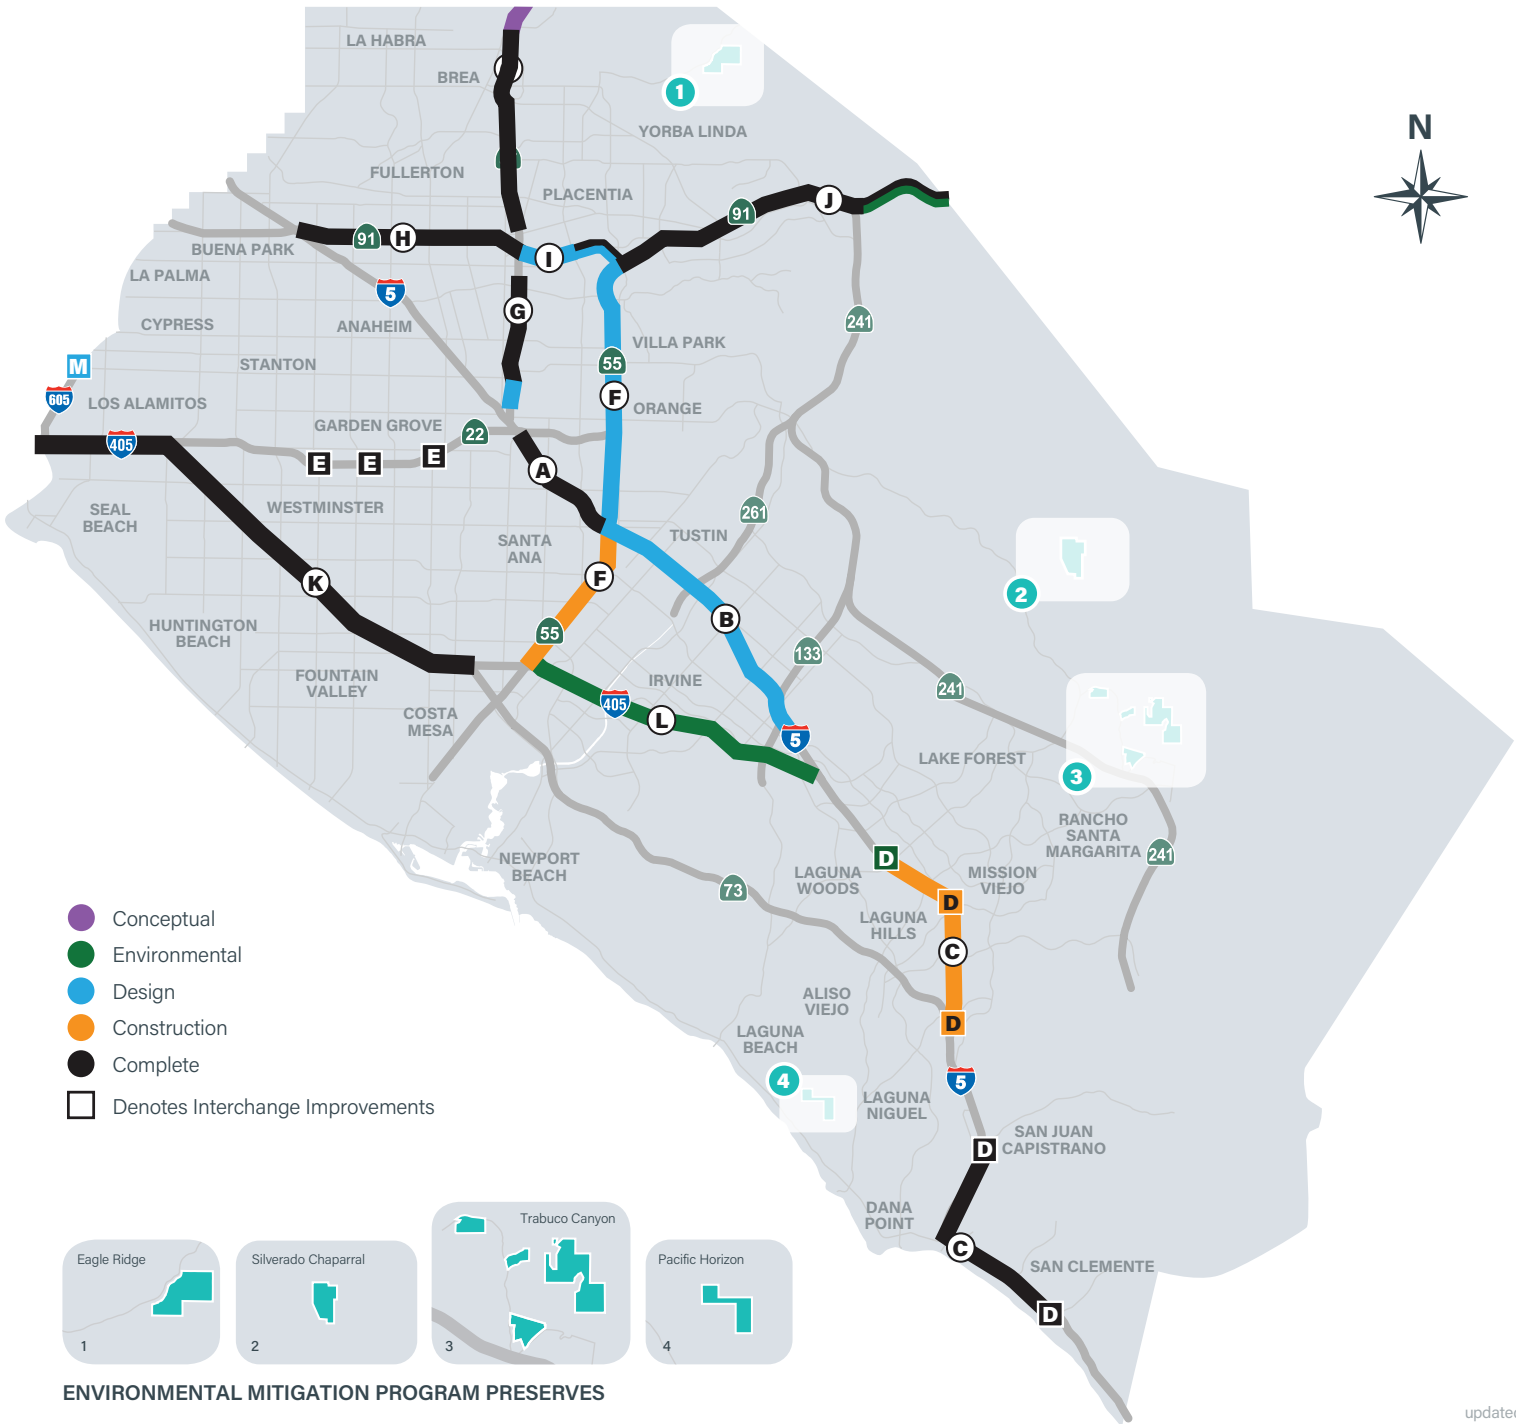 LA HABRA
BREA
1
YORBA LINDA
N
FULLERTON
PLACENTIA
91
J
91
H
I
BUENA PARK
LA PALMA
5
G
CYPRESS
ANAHEIM
241
VILLA PARK
M
STANTON
55
605
LOS ALAMITOS
F
ORANGE
GARDEN GROVE
22
405
E
E
E
A
WESTMINSTER
SEAL
BEACH
261
TUSTIN
SANTA
ANA
K
F
2
HUNTINGTON
BEACH
55
B
133
FOUNTAIN
VALLEY
IRVINE
241
405
L
COSTA
MESA
5
LAKE FOREST
3
RANCHO
SANTA
MARGARITA
241
NEWPORT
BEACH
D
LAGUNA
WOODS
MISSION
VIEJO
73
D
LAGUNA
HILLS
C
ALISO
VIEJO
D
LAGUNA
BEACH
4
5
LAGUNA
NIGUEL
SAN JUAN
CAPISTRANO
D
DANA
POINT
C
SAN CLEMENTE
D
Conceptual
Environmental
Design
Construction
Complete
Denotes Interchange Improvements
Eagle Ridge
1
Silverado Chaparral
2
Trabuco Canyon
3
Pacific Horizon
4
ENVIRONMENTAL MITIGATION PROGRAM PRESERVES